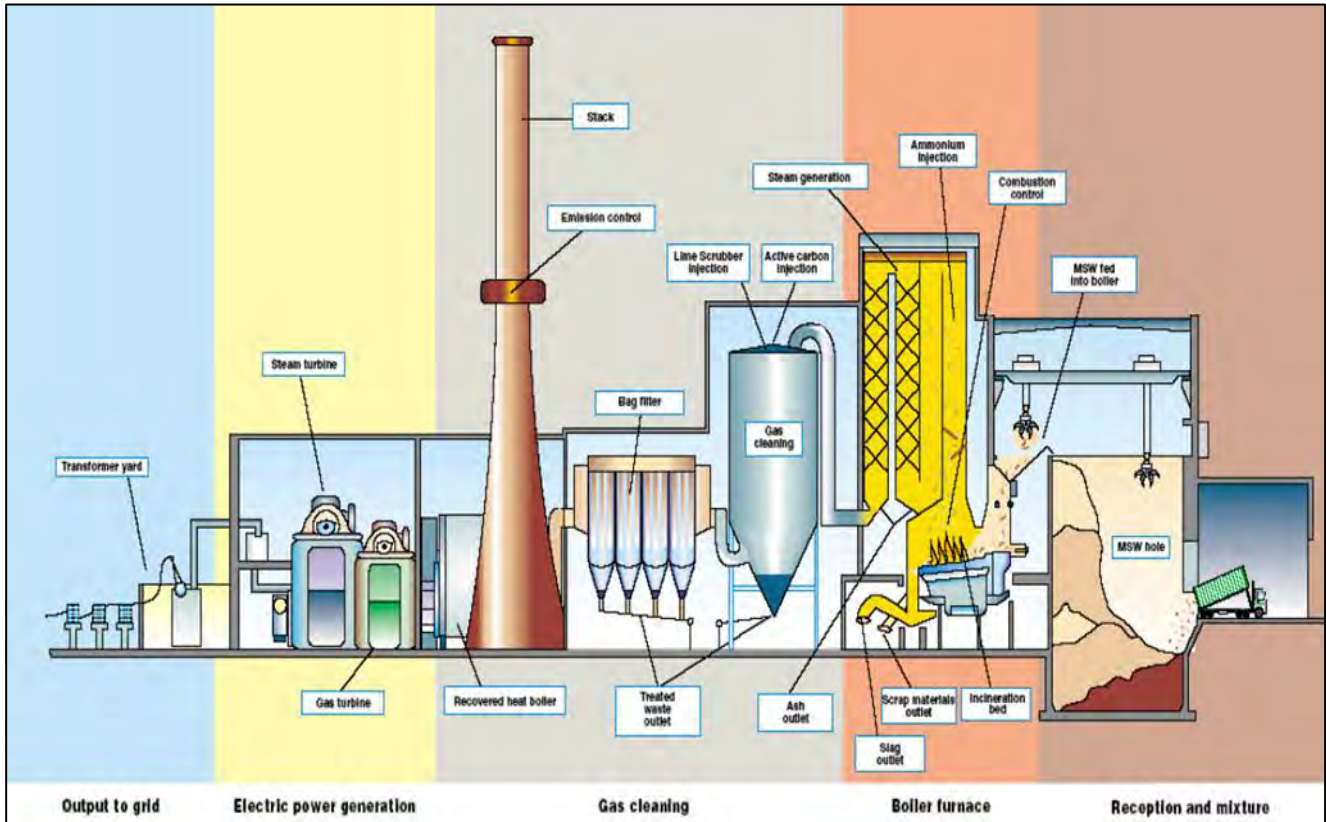 Stack
Ammonium
injection
Steam generation
Combustion
control
Emission control
Lime Scrubber
injection
Active carbon
injection
MSW fed
into boiler
Steam turbine
Bag filter
Gas
cleaning
Transformer yard
MSW hole
Gas turbine
Recovered heat boiler
Treated
waste
outlet
Ash
outlet
Scrap materials
outlet
Incineration
bed
Slag
outlet
Output to grid
Electric power generation
Gas cleaning
Boiler furnace
Reception and mixture